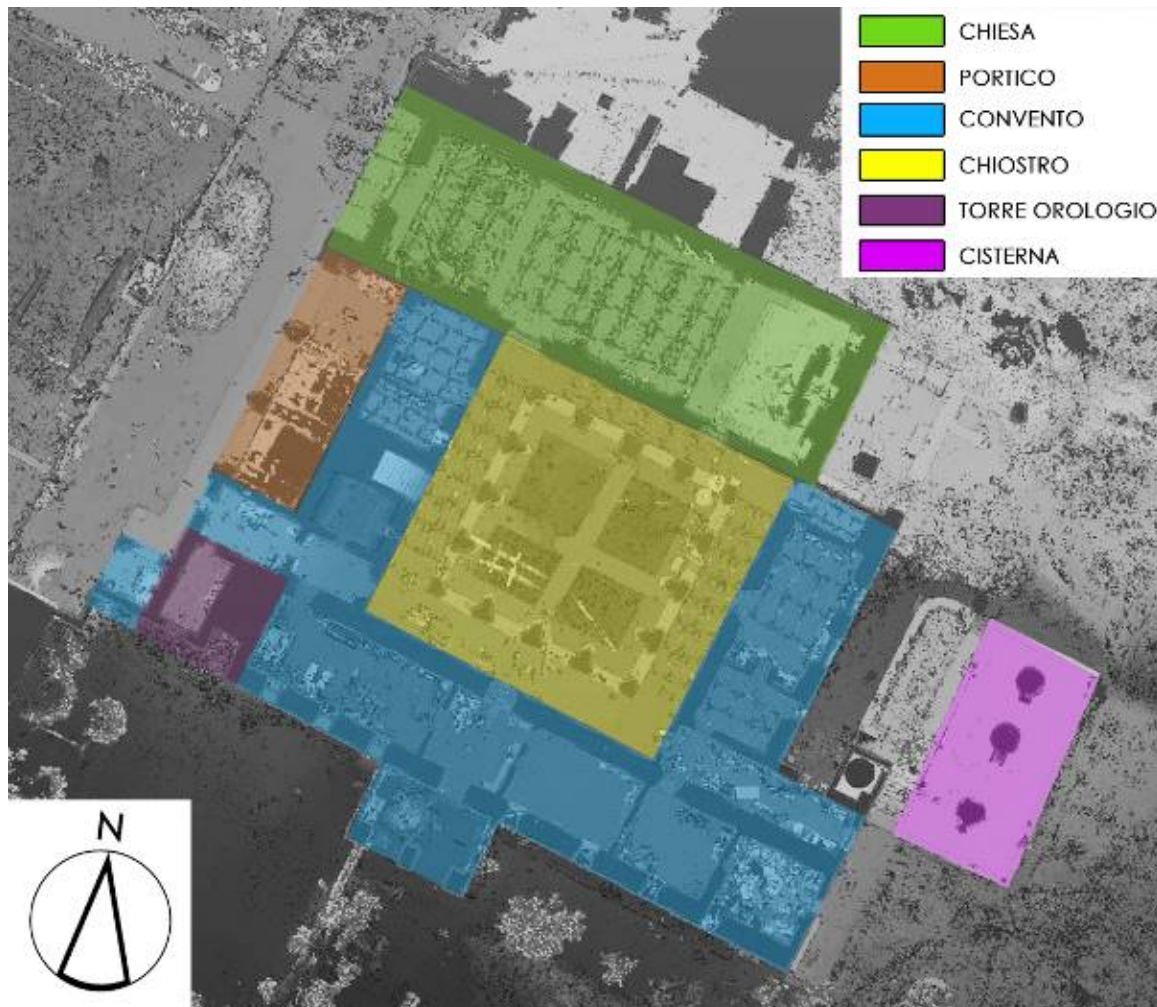 CHIESA
PORTICO
CONVENTO
CHIOSTRO
TORRE OROLOGIO
CISTERNA
N